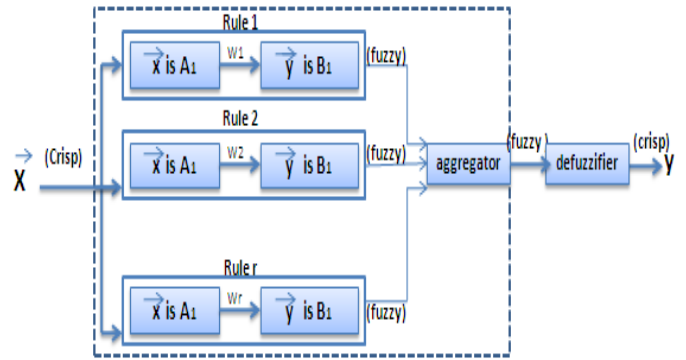 Rule 1
x is A1 W1 y is B1 (fuzzy)
Rule 2
x is A1 W2 y is B1 (fuzzy)
X (Crisp)
aggregator (fuzzy) defuzzifier (crisp) y
Rule r
x is A1 Wr y is B1 (fuzzy)